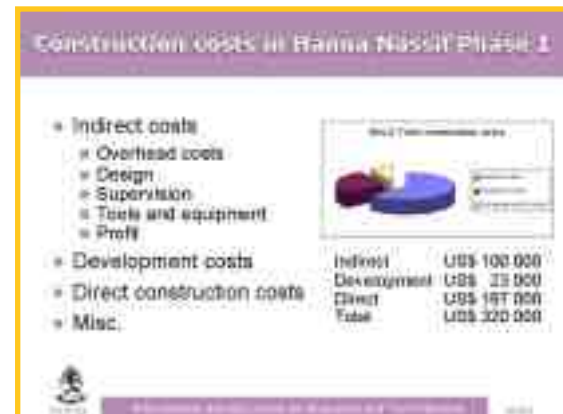 Construction costs in Hanna Nassif Phase 1
Indirect costs
Overhead costs
Design
Supervision
Tools and equipment
Profit
Development costs
Direct construction costs
Misc.
Indirect US$ 100 000
Development US$ 23 000
Direct US$ 197 000
Total US$ 320 000